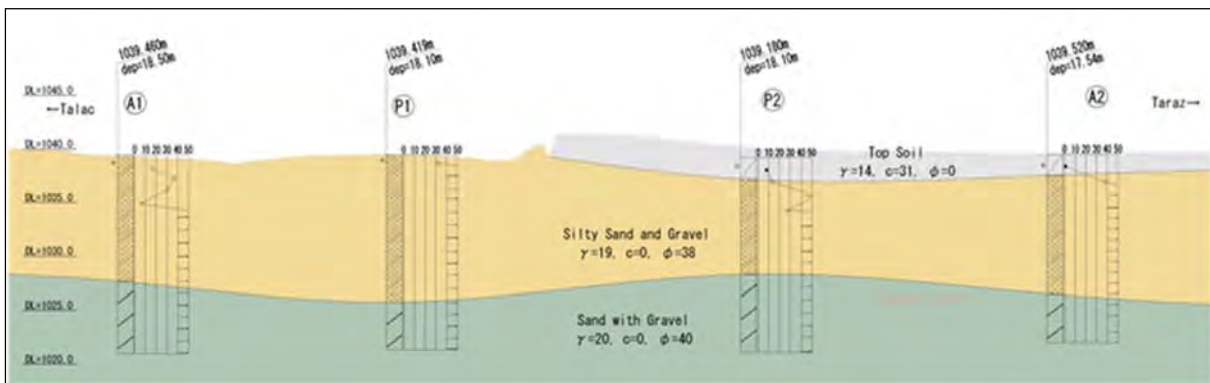 1039.460m
dep=18.50m
1039.419m
dep=18.10m
1039.180m
dep=18.10m
1039.520m
dep=17.54m
DL=1045.0
←Talac
A1
P1
P2
A2
Taraz→
DL=1040.0
0 10 20 30 40 50
0 10 20 30 40 50
0 10 20 30 40 50
0 10 20 30 40 50
Top Soil
γ=14, c=31, φ=0
DL=1035.0
Silty Sand and Gravel
γ=19, c=0, φ=38
DL=1030.0
DL=1025.0
Sand with Gravel
γ=20, c=0, φ=40
DL=1020.0